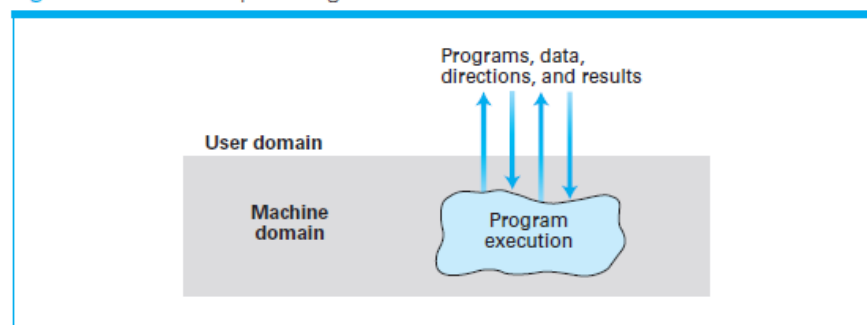 Programs, data,
directions, and results
User domain
Machine
domain
Program
execution